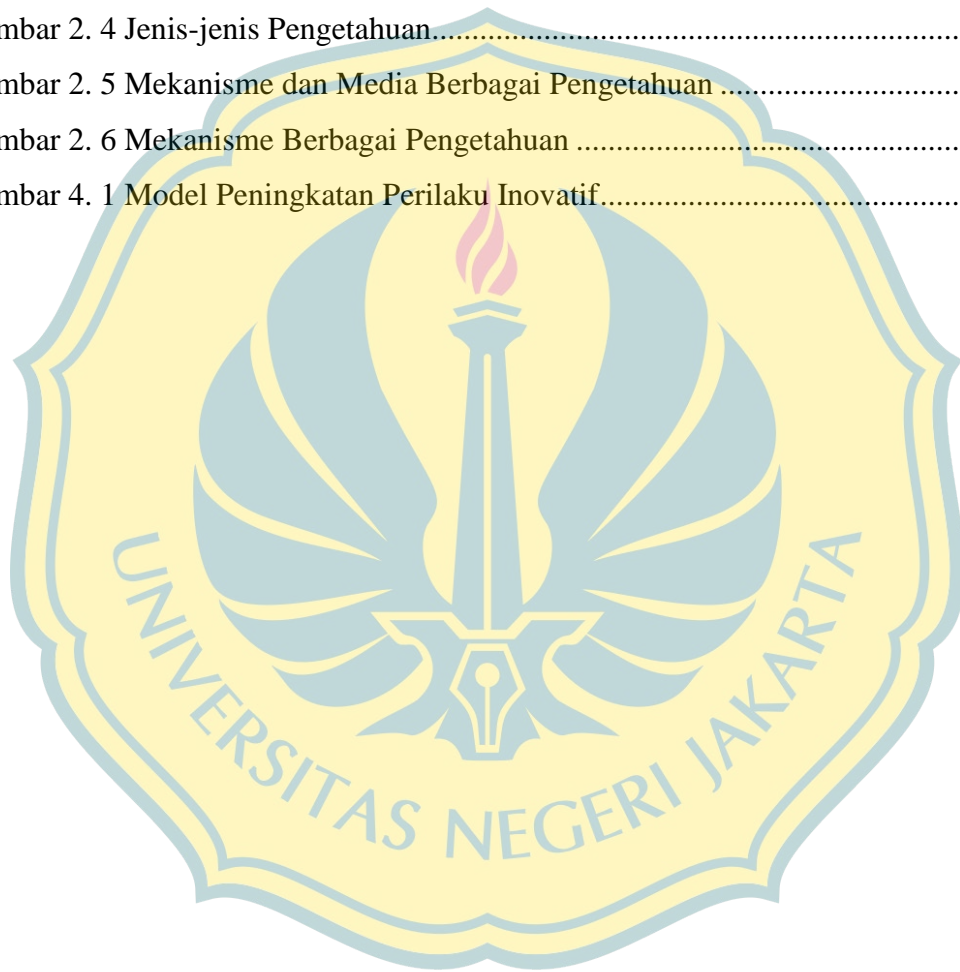 mbar 2. 4 Jenis-jenis Pengetahuan.....................................................................
mbar 2. 5 Mekanisme dan Media Berbagai Pengetahuan ..............................
mbar 2. 6 Mekanisme Berbagai Pengetahuan ................................................
mbar 4. 1 Model Peningkatan Perilaku Inovatif.............................................
UNIVERSITAS NEGERI JAKARTA